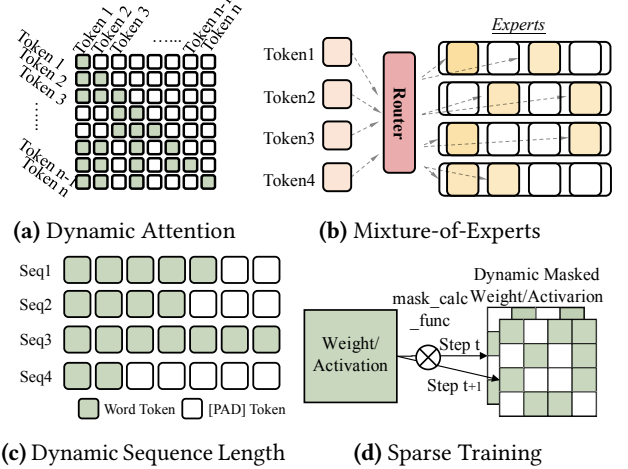 Token 1
Token 2
Token 3
......
Token n-1
Token n
Token 1
Token 2
Token 3
......
Token n-1
Token n
(a) Dynamic Attention
Experts
Token1
Token2
Token3
Token4
Router
(b) Mixture-of-Experts
Seq1
Seq2
Seq3
Seq4
Word Token
[PAD] Token
(c) Dynamic Sequence Length
Dynamic Masked
Weight/Activarion
mask_calc
_func
Weight/
Activation
Step t
Step t+1
(d) Sparse Training